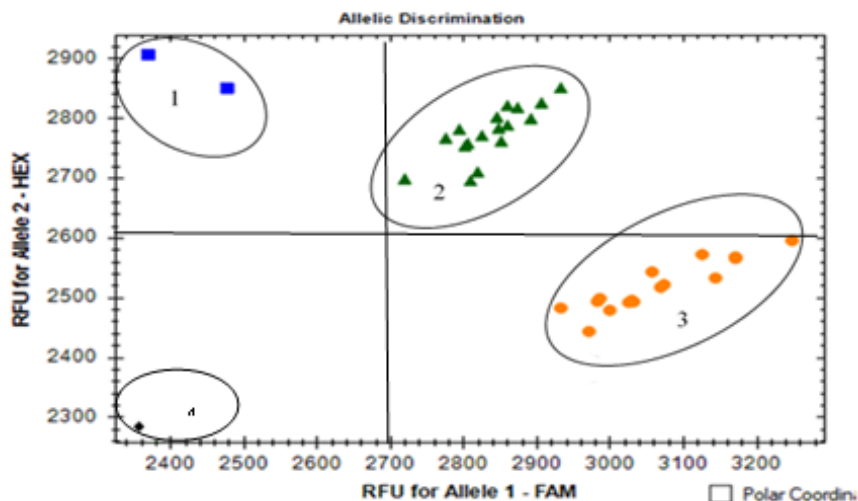 Allelic Discrimination
RFU for Allele 2 - HEX
2900
2800
2700
2600
2500
2400
2300
1
2
3
2400 2500 2600 2700 2800 2900 3000 3100 3200
RFU for Allele 1 - FAM
Polar Coordin